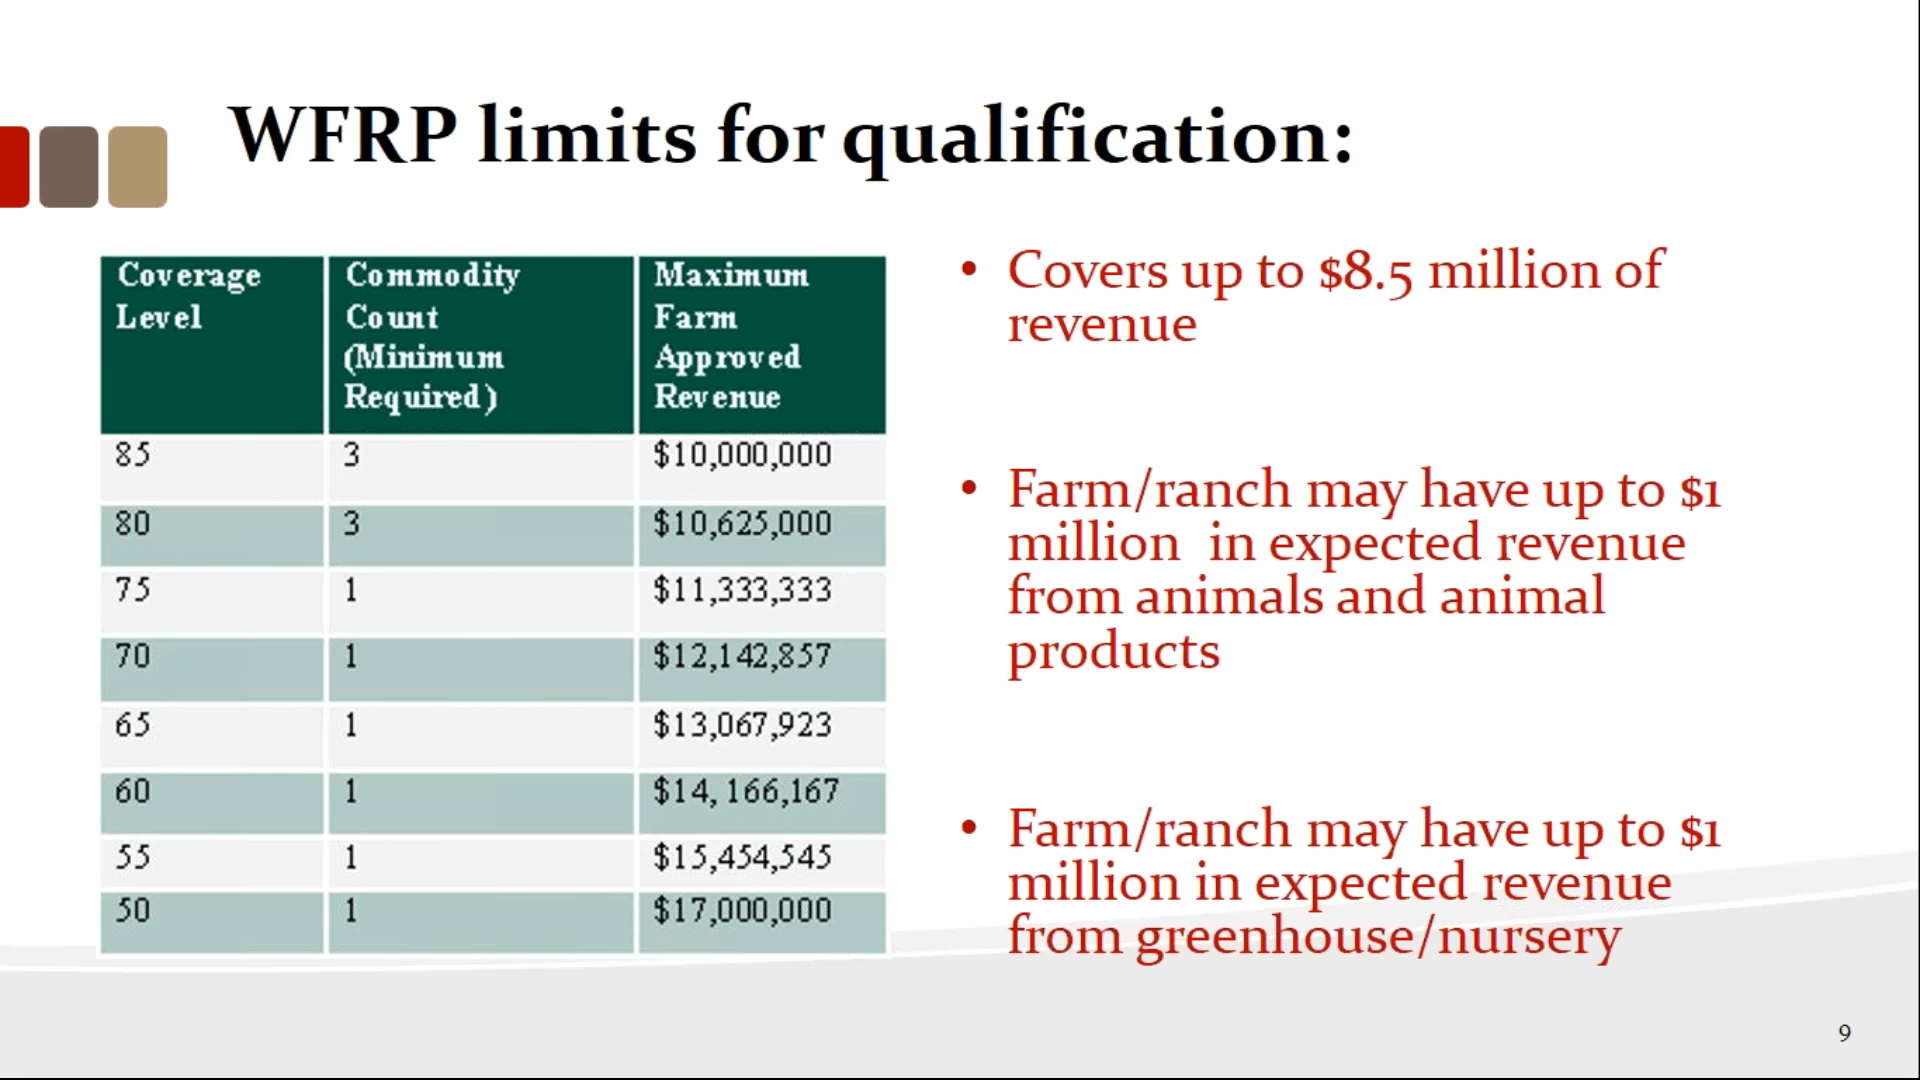 WFRP limits for qualification:
Coverage Level
Commodity Count (Minimum Required)
Maximum Farm Approved Revenue
85 3 $10,000,000
80 3 $10,625,000
75 1 $11,333,333
70 1 $12,142,857
65 1 $13,067,923
60 1 $14, 166,167
55 1 $15,454,545
50 1 $17,000,000
• Covers up to $8.5 million of
revenue
• Farm/ranch may have up to $1
million  in expected revenue
from animals and animal
products
• Farm/ranch may have up to $1
million in expected revenue
from greenhouse/nursery
9